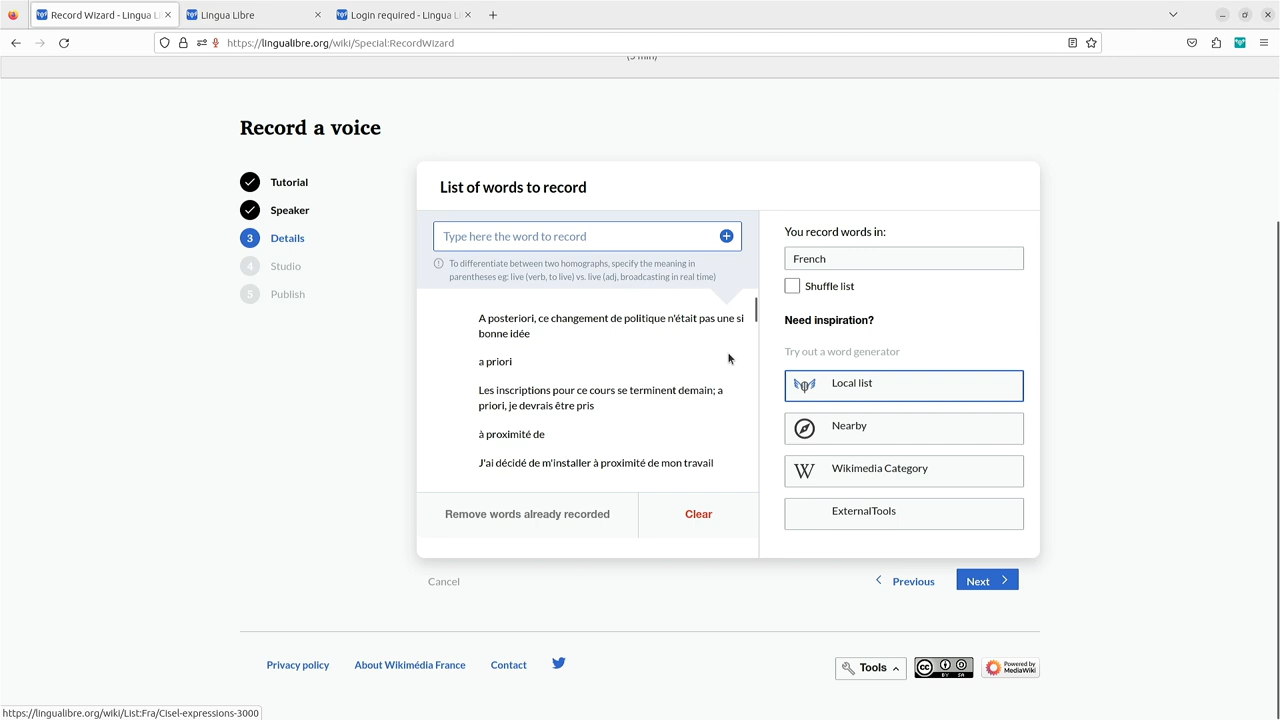 Record Wizard - Lingua Li
Lingua Libre
Login required - Lingua L
https://lingualibre.org/wiki/Special:RecordWizard
(5 min)
Record a voice
Tutorial
Speaker
3 Details
4 Studio
5 Publish
List of words to record
Type here the word to record
To differentiate between two homographs, specify the meaning in
parentheses eg: live (verb, to live) vs. live (adj, broadcasting in real time)
A posteriori, ce changement de politique n'était pas une si
bonne idée
a priori
Les inscriptions pour ce cours se terminent demain; a
priori, je devrais être pris
à proximité de
J'ai décidé de m'installer à proximité de mon travail
Remove words already recorded
Clear
You record words in:
French
Shuffle list
Need inspiration?
Try out a word generator
Local list
Nearby
W Wikimedia Category
ExternalTools
Cancel
Previous
Next
Privacy policy
About Wikimédia France
Contact
Tools
CC BY SA
Powered by
MediaWiki
https://lingualibre.org/wiki/List:Fra/Cisel-expressions-3000